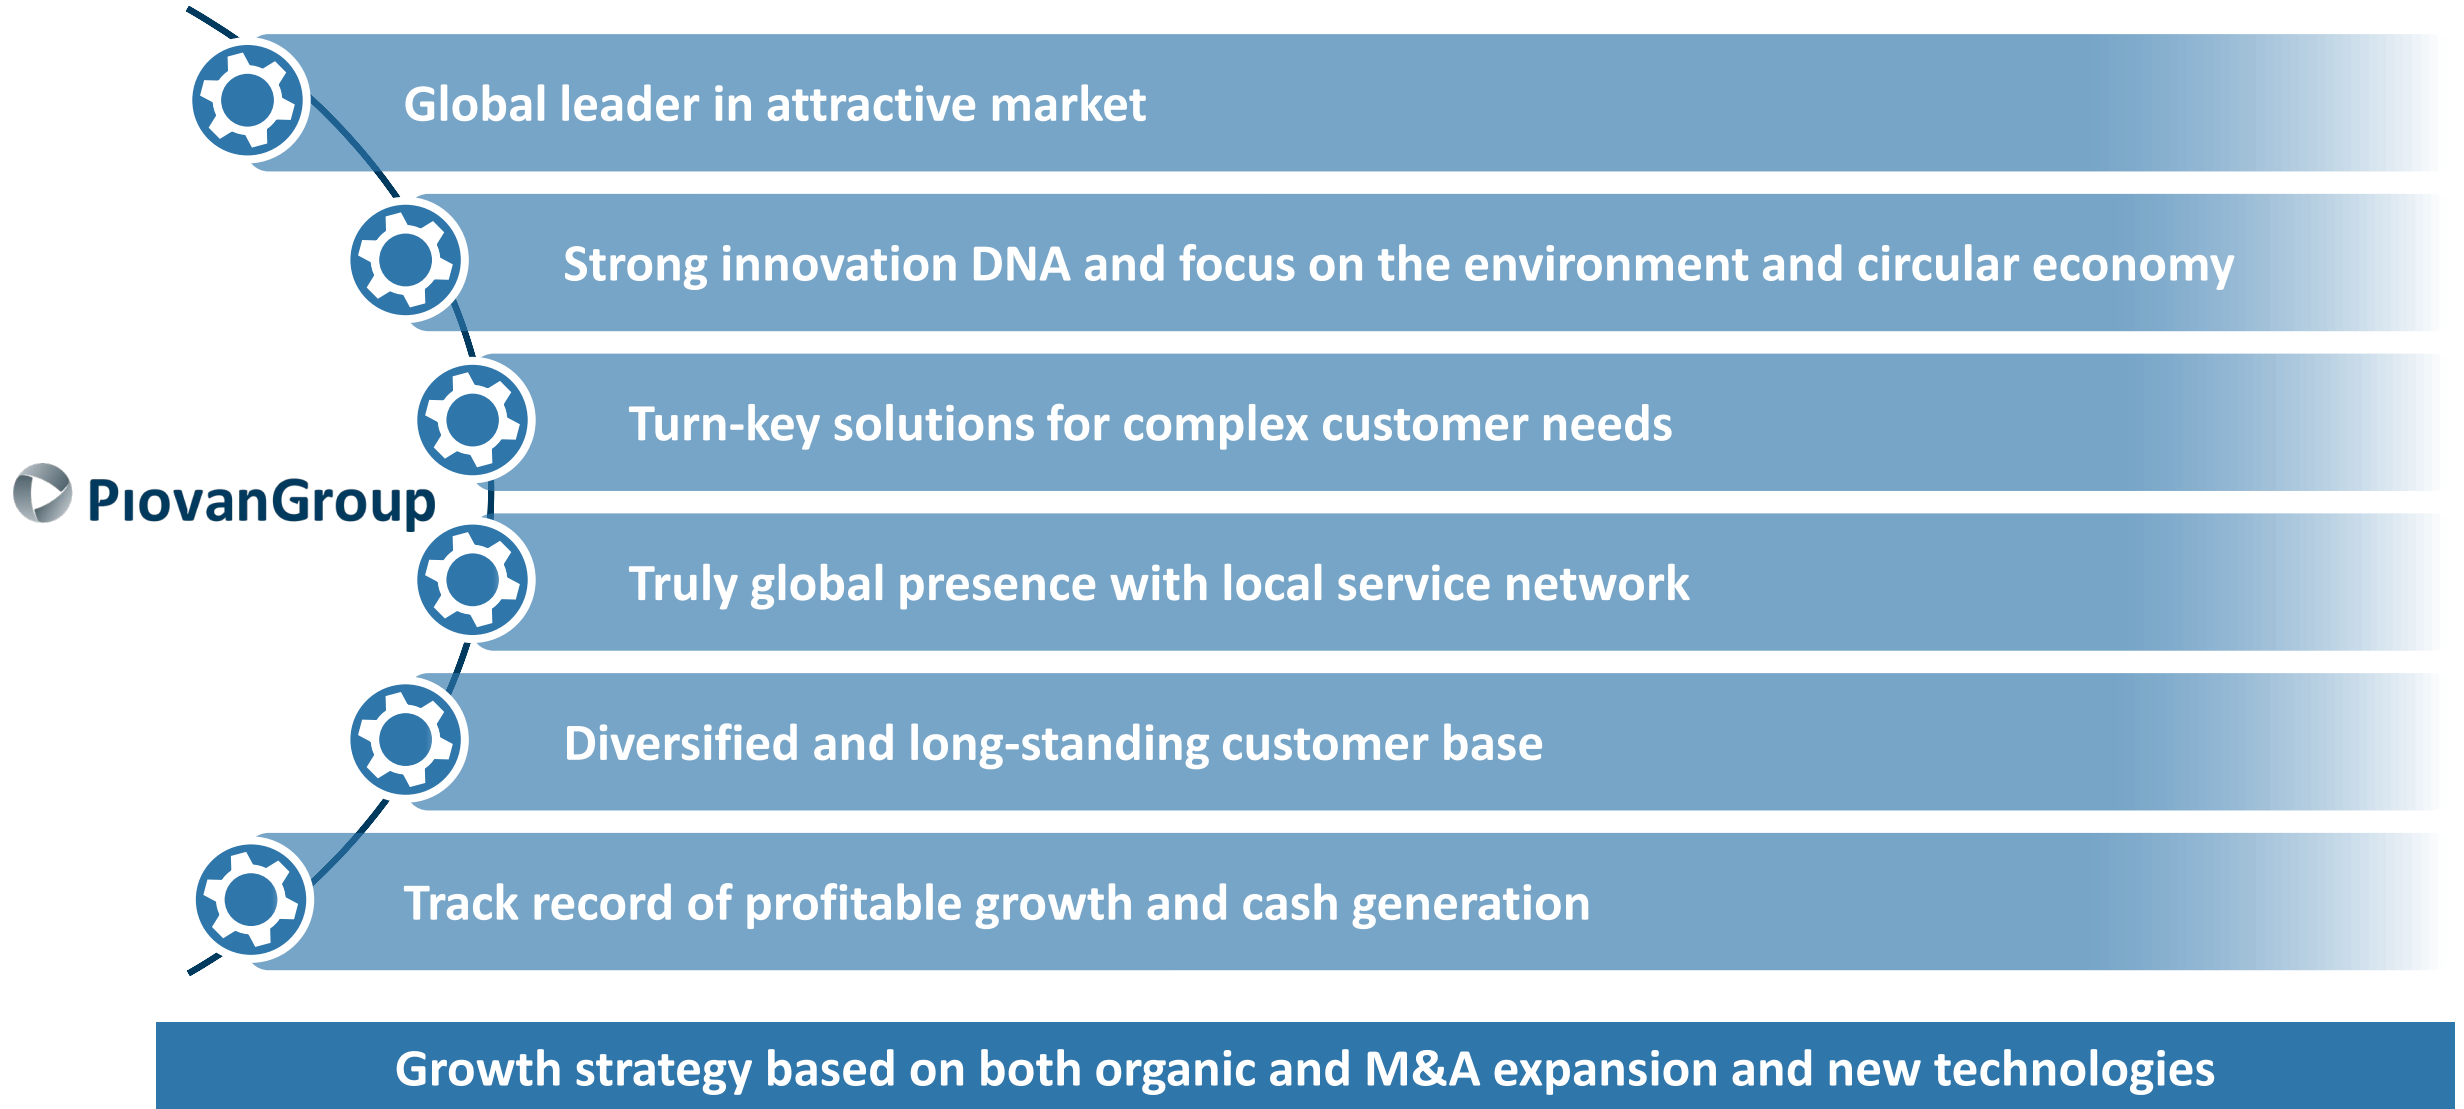 Global leader in attractive market
Strong innovation DNA and focus on the environment and circular economy
Turn-key solutions for complex customer needs
PıovanGroup
Truly global presence with local service network
Diversified and long-standing customer base
Track record of profitable growth and cash generation
Growth strategy based on both organic and M&A expansion and new technologies